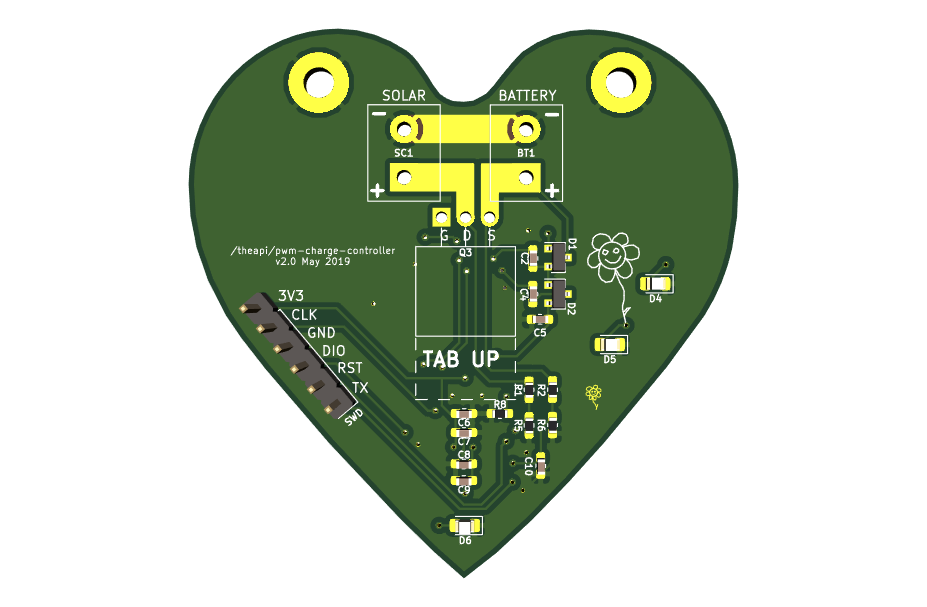 SOLAR
BATTERY
SC1
BT1
G D S
Q3
D1
C2
/theapi/pwm-charge-controller
v2.0 May 2019
C4
D2
D4
D5
C5
3V3
CLK
GND
DIO
RST
TX
SWD
TAB UP
R1
R2
R8
C6
R5
R6
C7
C8
C10
C9
D6